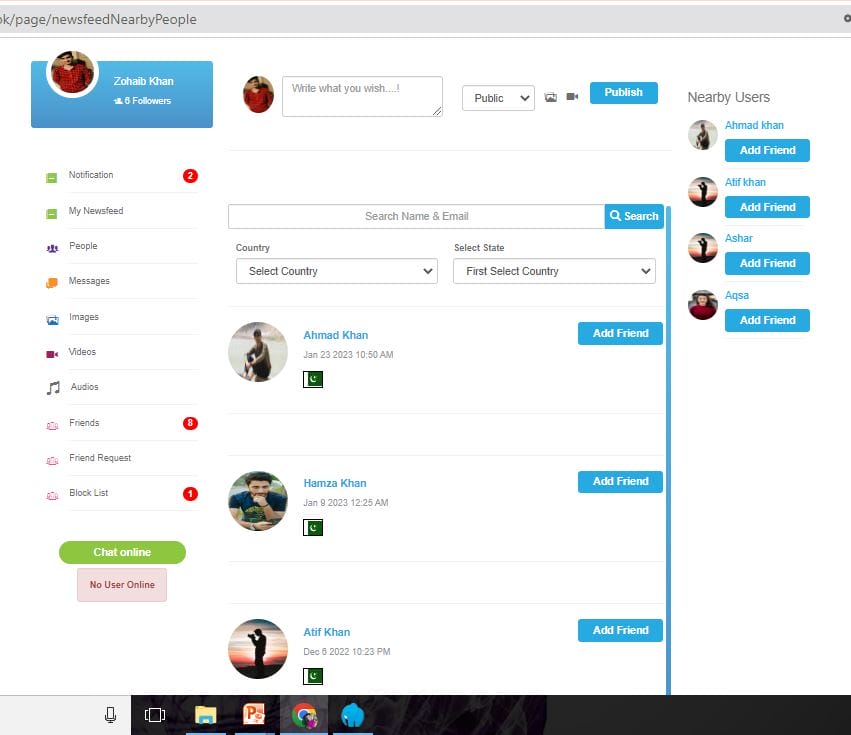 ok/page/newsfeedNearbyPeople
Zohaib Khan
6 Followers
Notification 2
My Newsfeed
People
Messages
Images
Videos
Audios
Friends 8
Friend Request
Block List 1
Chat online
No User Online
Write what you wish....!
Public
Publish
Search Name & Email
Search
Country
Select State
Select Country
First Select Country
Ahmad Khan
Add Friend
Jan 23 2023 10:50 AM
Hamza Khan
Add Friend
Jan 9 2023 12:25 AM
Atif Khan
Add Friend
Dec 6 2022 10:23 PM
Nearby Users
Ahmad khan
Add Friend
Atif khan
Add Friend
Ashar
Add Friend
Aqsa
Add Friend